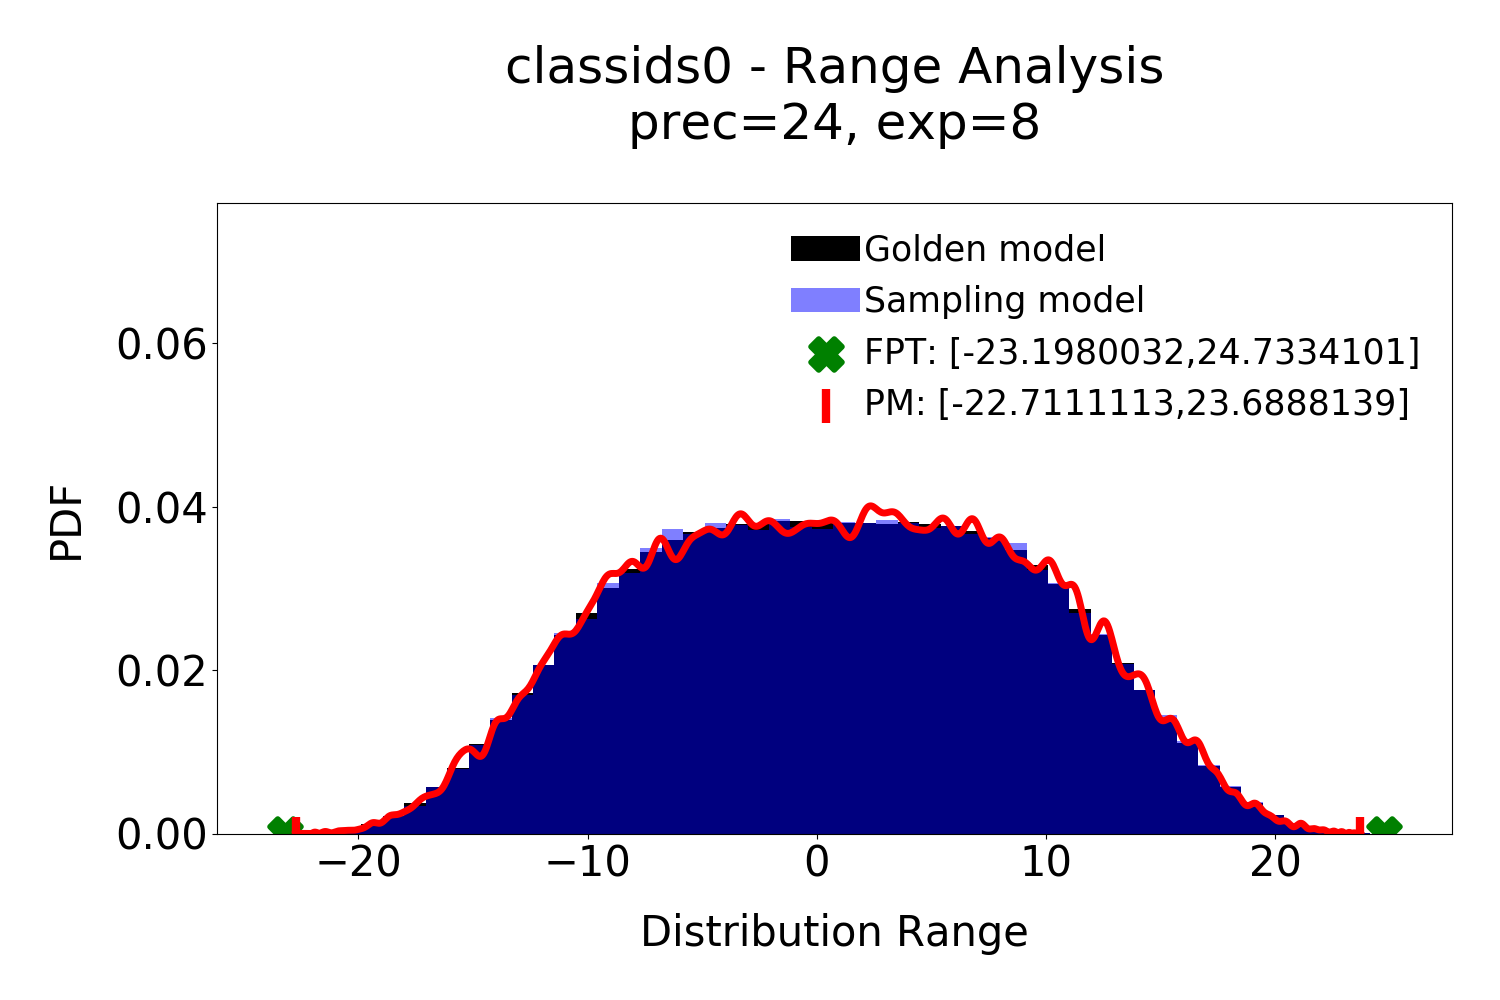 classids0 - Range Analysis
prec=24, exp=8
Golden model
Sampling model
FPT: [-23.1980032,24.7334101]
PM: [-22.7111113,23.6888139]
PDF
0.06
0.04
0.02
0.00
−20
−10
0
10
20
Distribution Range